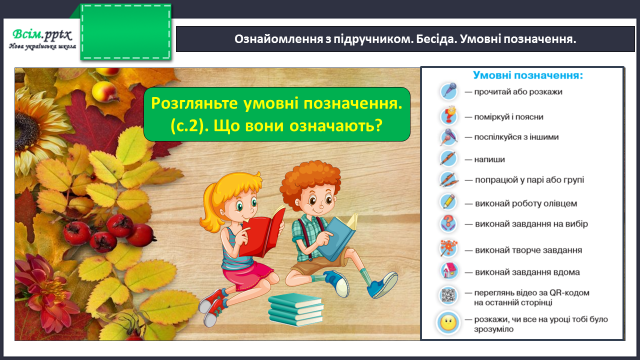 Всім.pptx
Нова українська школа
Ознайомлення з підручником. Бесіда. Умовні позначення.
Розгляньте умовні позначення.
(с.2). Що вони означають?
Умовні позначення:
— прочитай або розкажи
— поміркуй і поясни
— поспілкуйся з іншими
— напиши
— попрацюй у парі або групі
— виконай роботу олівцем
— виконай завдання на вибір
— виконай творче завдання
— виконай завдання вдома
— переглянь відео за QR-кодом
на останній сторінці
— розкажи, чи все на уроці тобі було
зрозуміло